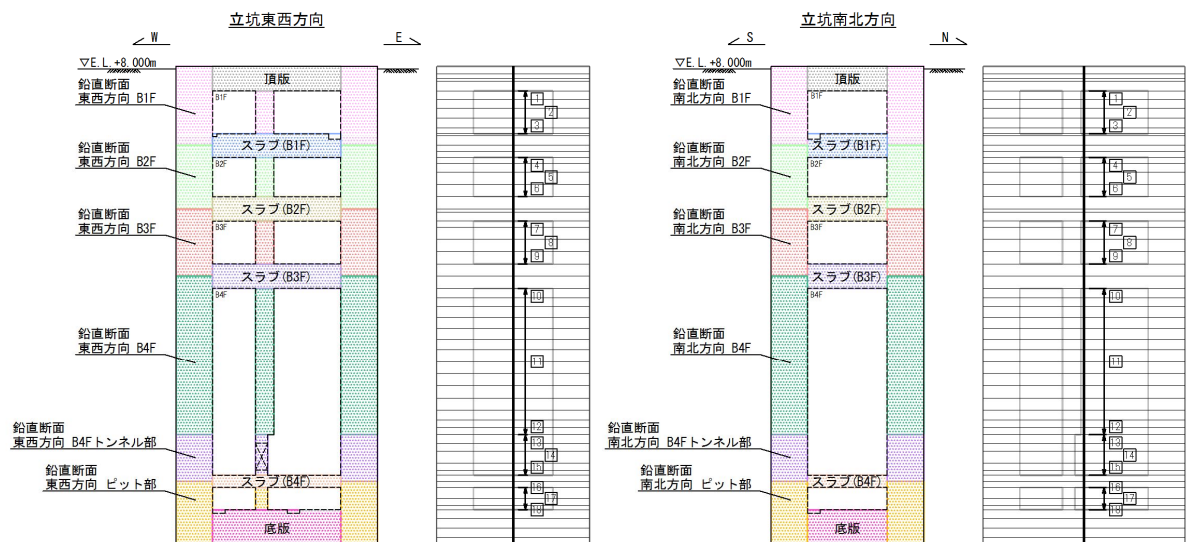 立坑東西方向
W
E
▽E.L.+8.000m
鉛直断面
東西方向 B1F
鉛直断面
東西方向 B2F
鉛直断面
東西方向 B3F
鉛直断面
東西方向 B4F
鉛直断面
東西方向 B4Fトンネル部
鉛直断面
東西方向 ピット部
頂版
B1F
スラブ(B1F)
B2F
スラブ(B2F)
B3F
スラブ(B3F)
B4F
スラブ(B4F)
底版
1
2
3
4
5
6
7
8
9
10
11
12
13
14
15
16
17
18
立坑南北方向
S
N
▽E.L.+8.000m
鉛直断面
南北方向 B1F
鉛直断面
南北方向 B2F
鉛直断面
南北方向 B3F
鉛直断面
南北方向 B4F
鉛直断面
南北方向 B4Fトンネル部
鉛直断面
南北方向 ピット部
頂版
B1F
スラブ(B1F)
B2F
スラブ(B2F)
B3F
スラブ(B3F)
B4F
スラブ(B4F)
底版
1
2
3
4
5
6
7
8
9
10
11
12
13
14
15
16
17
18